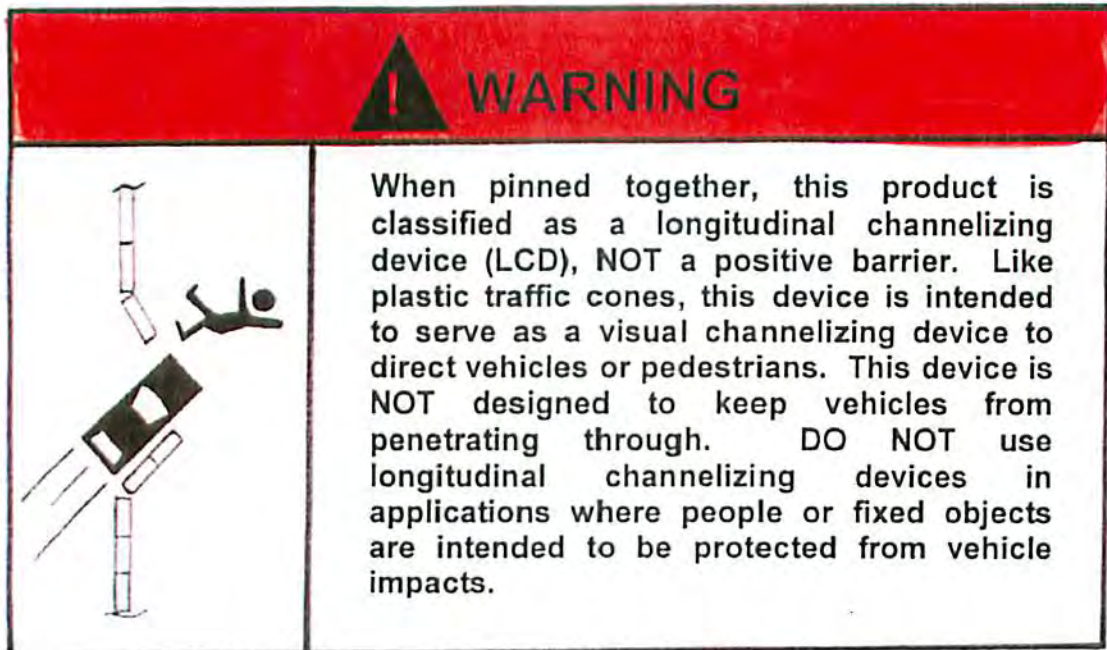 WARNING
When pinned together, this product is
classified as a longitudinal channelizing
device (LCD), NOT a positive barrier. Like
plastic traffic cones, this device is intended
to serve as a visual channelizing device to
direct vehicles or pedestrians. This device is
NOT designed to keep vehicles from
penetrating through. DO NOT use
longitudinal channelizing devices in
applications where people or fixed objects
are intended to be protected from vehicle
impacts.